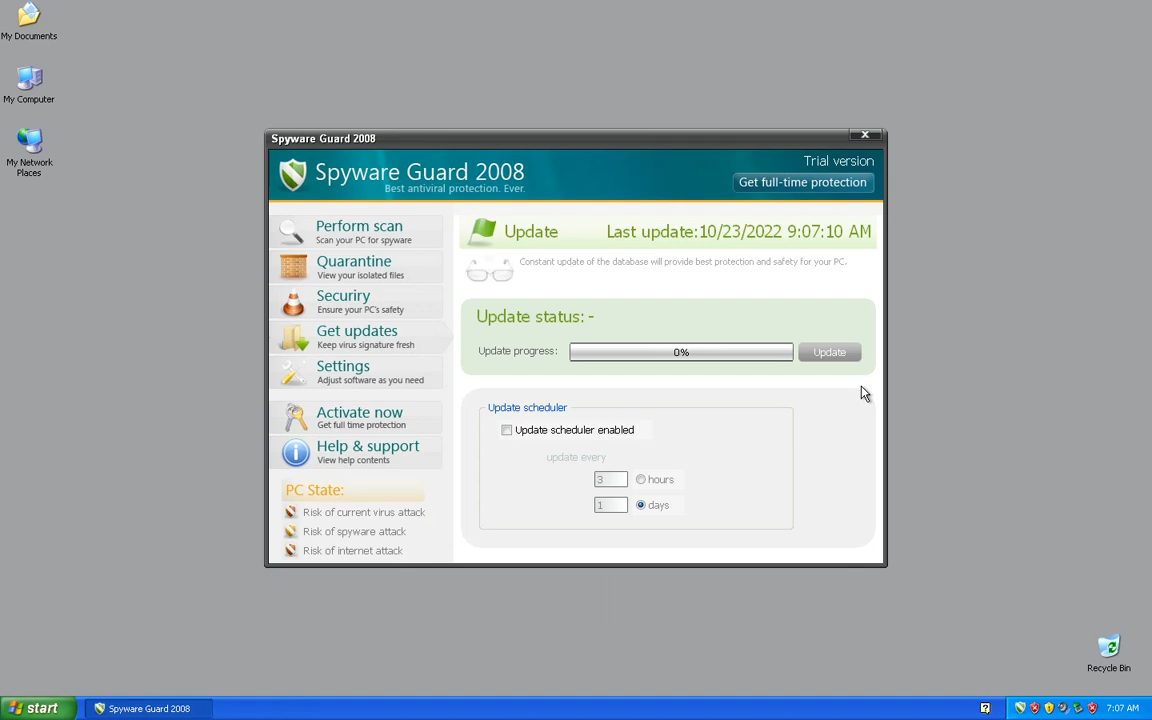 My Documents
My Computer
My Network
Places
Spyware Guard 2008
Spyware Guard 2008
Best antiviral protection. Ever.
Trial version
Get full-time protection
Perform scan
Scan your PC for spyware
Quarantine
View your isolated files
Securiry
Ensure your PC's safety
Get updates
Keep virus signature fresh
Settings
Adjust software as you need
Activate now
Get full time protection
Help & support
View help contents
PC State:
Risk of current virus attack
Risk of spyware attack
Risk of internet attack
Update
Last update:10/23/2022 9:07:10 AM
Constant update of the database will provide best protection and safety for your PC.
Update status: -
Update progress:
0%
Update
Update scheduler
Update scheduler enabled
update every
3
hours
1
days
Recycle Bin
start
Spyware Guard 2008
7:07 AM